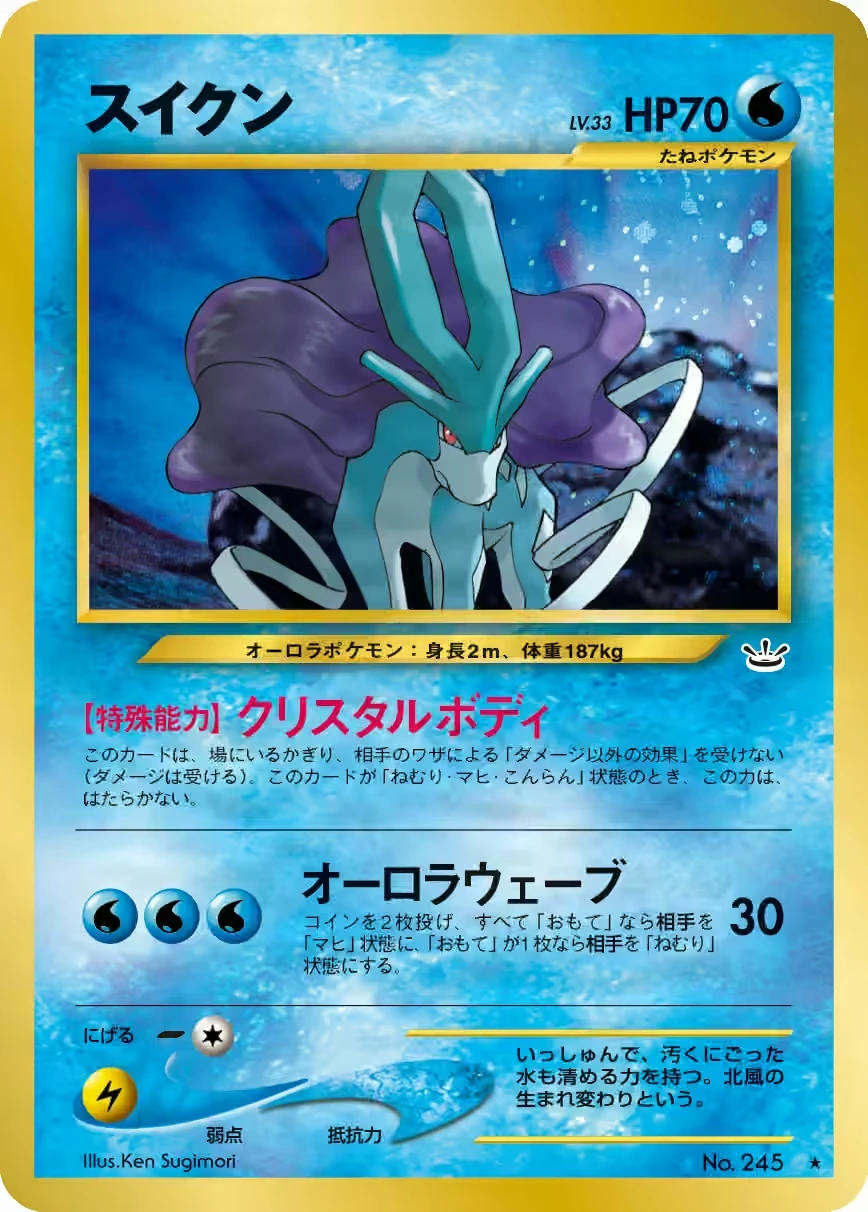 スイクン
LV.33 HP70
たねポケモン
オーロラポケモン：身長2m、体重187kg
【特殊能力】クリスタルボディ
このカードは、場にいるかぎり、相手のワザによる「ダメージ以外の効果」を受けない
（ダメージは受ける）。このカードが「ねむり・マヒ・こんらん」状態のとき、この力は、
はたらかない。
オーロラウェーブ
30
コインを2枚投げ、すべて「おもて」なら相手を
「マヒ」状態に、「おもて」が1枚なら相手を「ねむり」
状態にする。
にげる
いっしゅんで、汚くにごった
水も清める力を持つ。北風の
生まれ変わりという。
弱点 抵抗力
Illus.Ken Sugimori
No. 245 ★